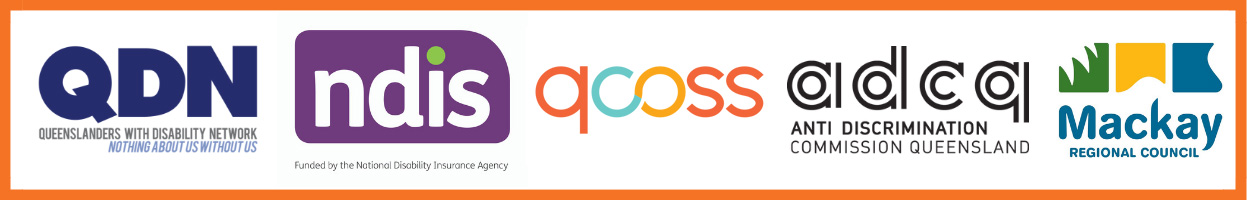 QDN
QUEENSLANDERS WITH DISABILITY NETWORK
NOTHING ABOUT US WITHOUT US
ndis
Funded by the National Disability Insurance Agency
qcoss
adcq
ANTI DISCRIMINATION
COMMISSION QUEENSLAND
Mackay
REGIONAL COUNCIL